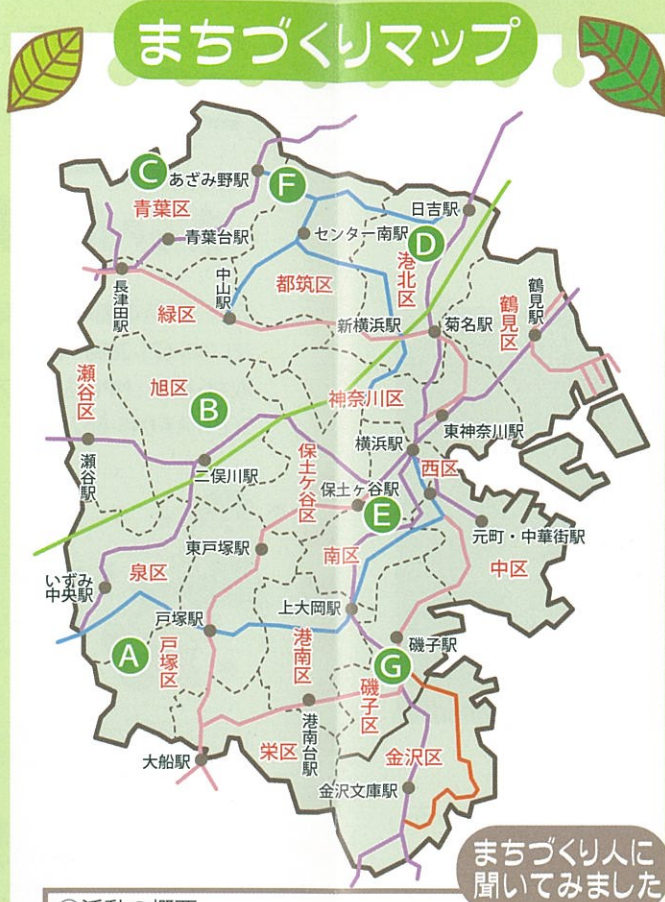 まちづくりマップ
C
あざみ野駅
F
青葉区
日吉駅
青葉台駅
センター南駅
D
港北区
都筑区
中山駅
長津田駅
緑区
新横浜駅
菊名駅
鶴見駅
鶴見区
瀬谷区
旭区
B
神奈川区
東神奈川駅
横浜駅
瀬谷駅
二俣川駅
保土ケ谷区
西区
保土ヶ谷駅
E
元町・中華街駅
東戸塚駅
南区
中区
いずみ
中央駅
泉区
上大岡駅
戸塚駅
A
戸塚区
港南区
磯子駅
G
磯子区
大船駅
栄区
港南台駅
金沢区
金沢文庫駅
まちづくり人に
聞いてみました